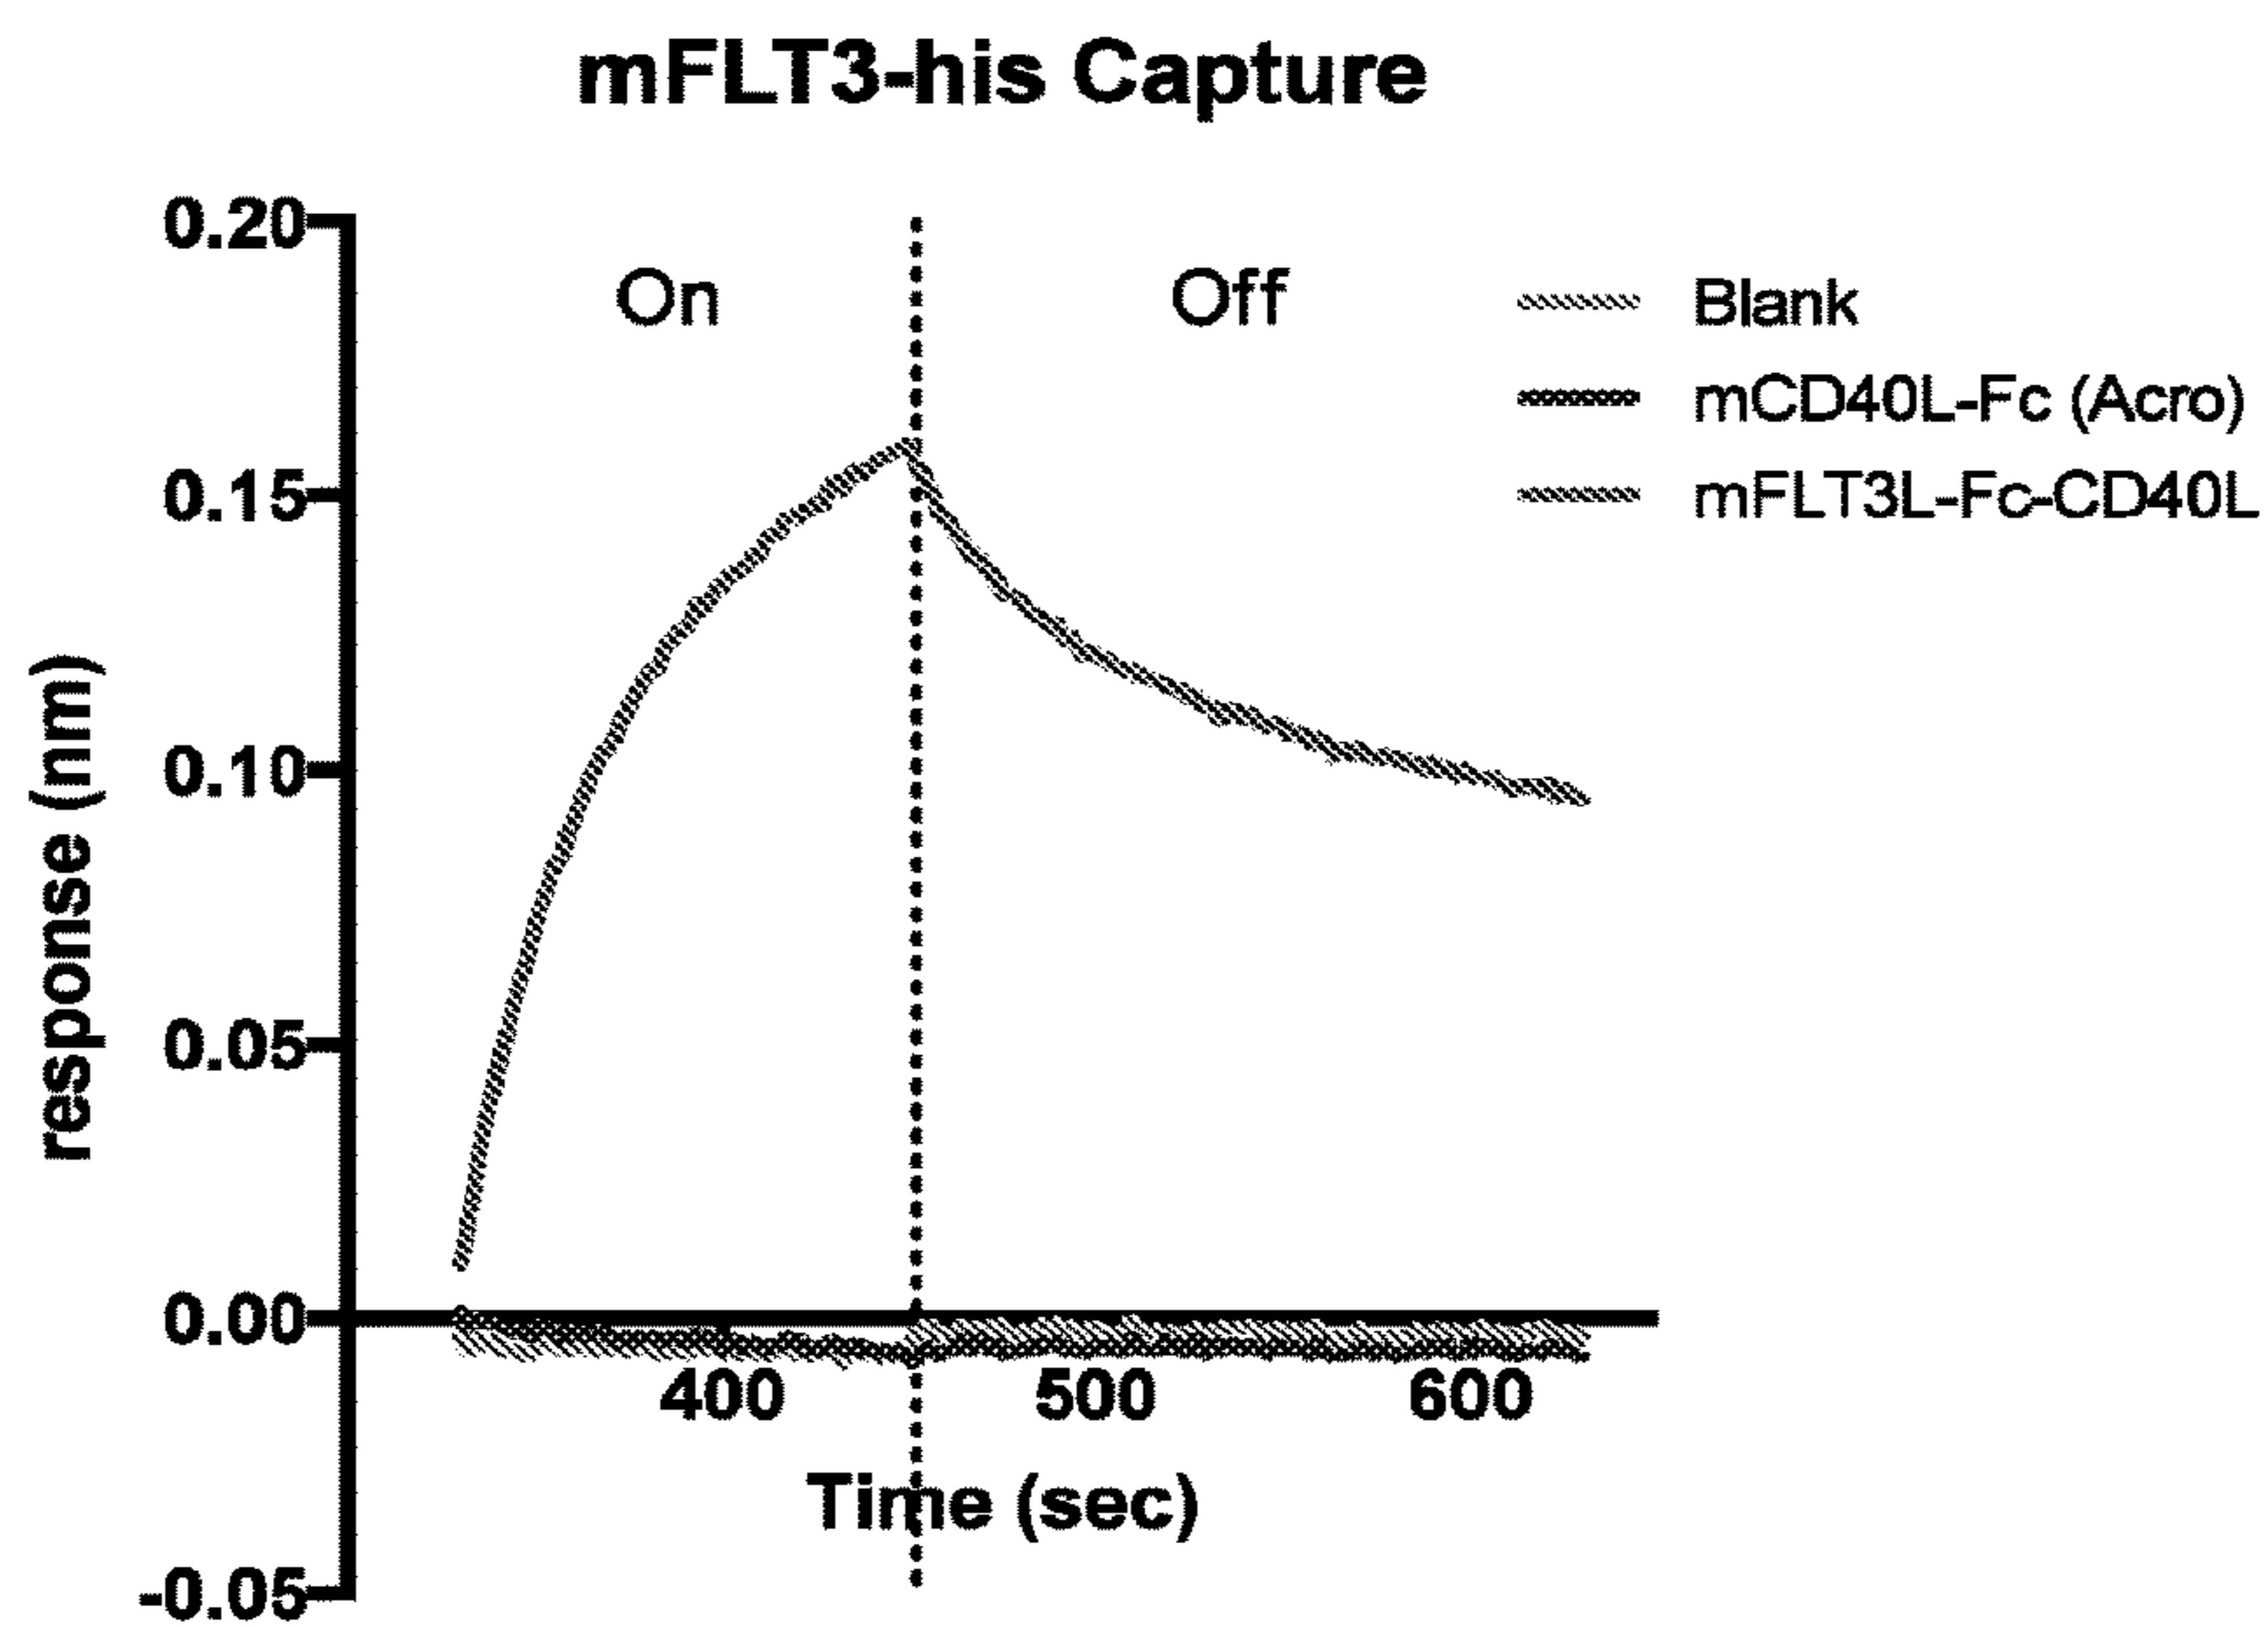 mFLT3-his Capture
0.20
On
Off
Blank
mCD40L-Fc (Acro)
mFLT3L-Fc-CD40L
0.15
0.10
0.05
0.00
-0.05
response (nm)
400 500 600
Time (sec)